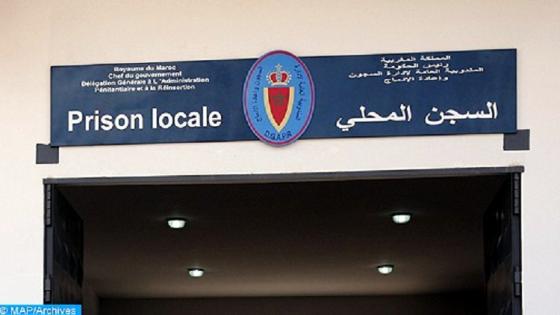 Royaume du Maroc
Chef du gouvernement
Délégation Générale à L'Administration
Pénitentiaire et à la Réinsertion
Prison locale
المملكة المغربية
رئيس الحكومة
المندوبية العامة لإدارة السجون
وإعادة الإدماج
السجن المحلي
D.G.A.P.R
© MAP/Archives